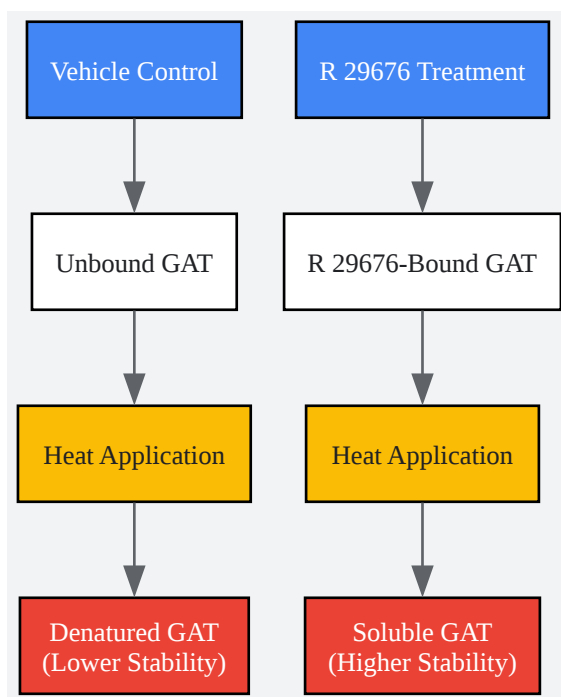 Vehicle Control
R 29676 Treatment
Unbound GAT
R 29676-Bound GAT
Heat Application
Heat Application
Denatured GAT
(Lower Stability)
Soluble GAT
(Higher Stability)